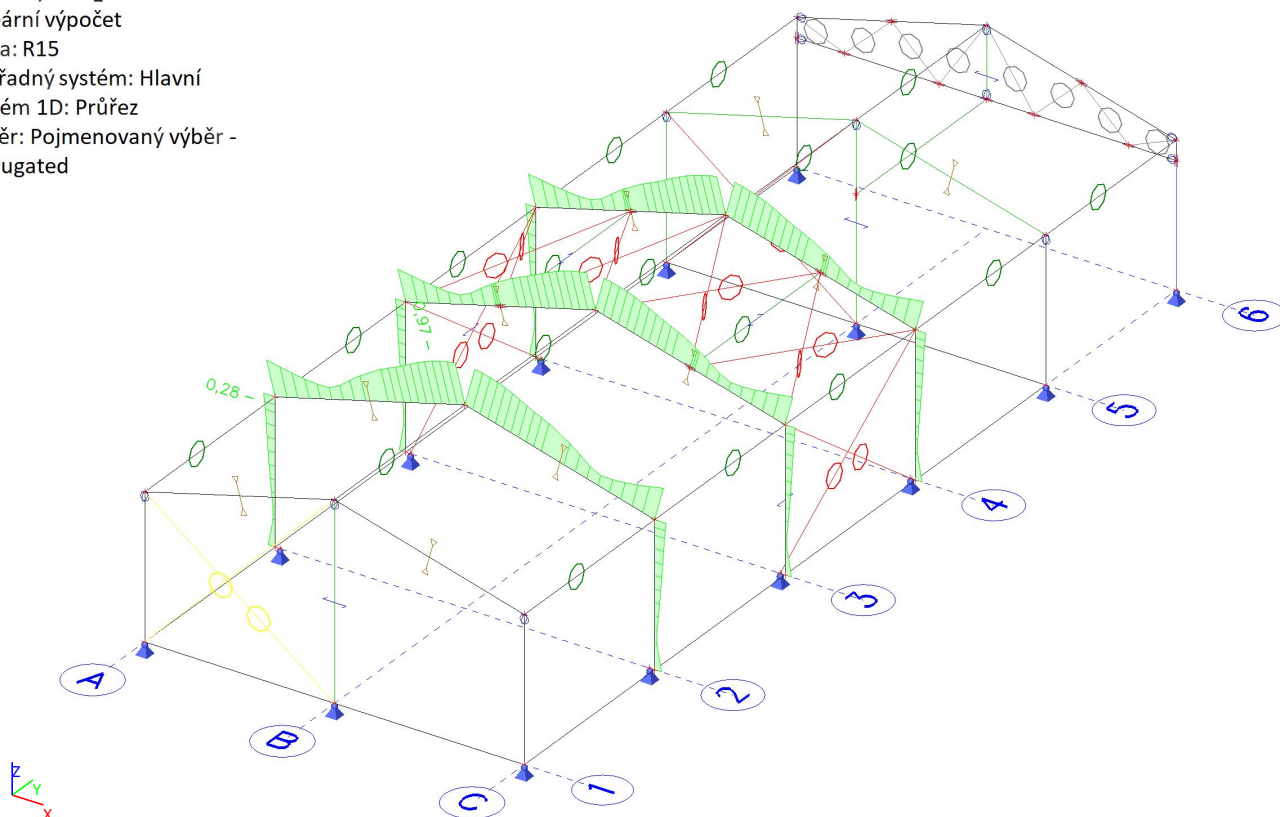 ární výpočet
a: R15
řadný systém: Hlavní
ém 1D: Průřez
ěr: Pojmenovaný výběr -
ugated
0,97
0,28
6
5
4
3
2
1
A
B
C
Z
Y
X